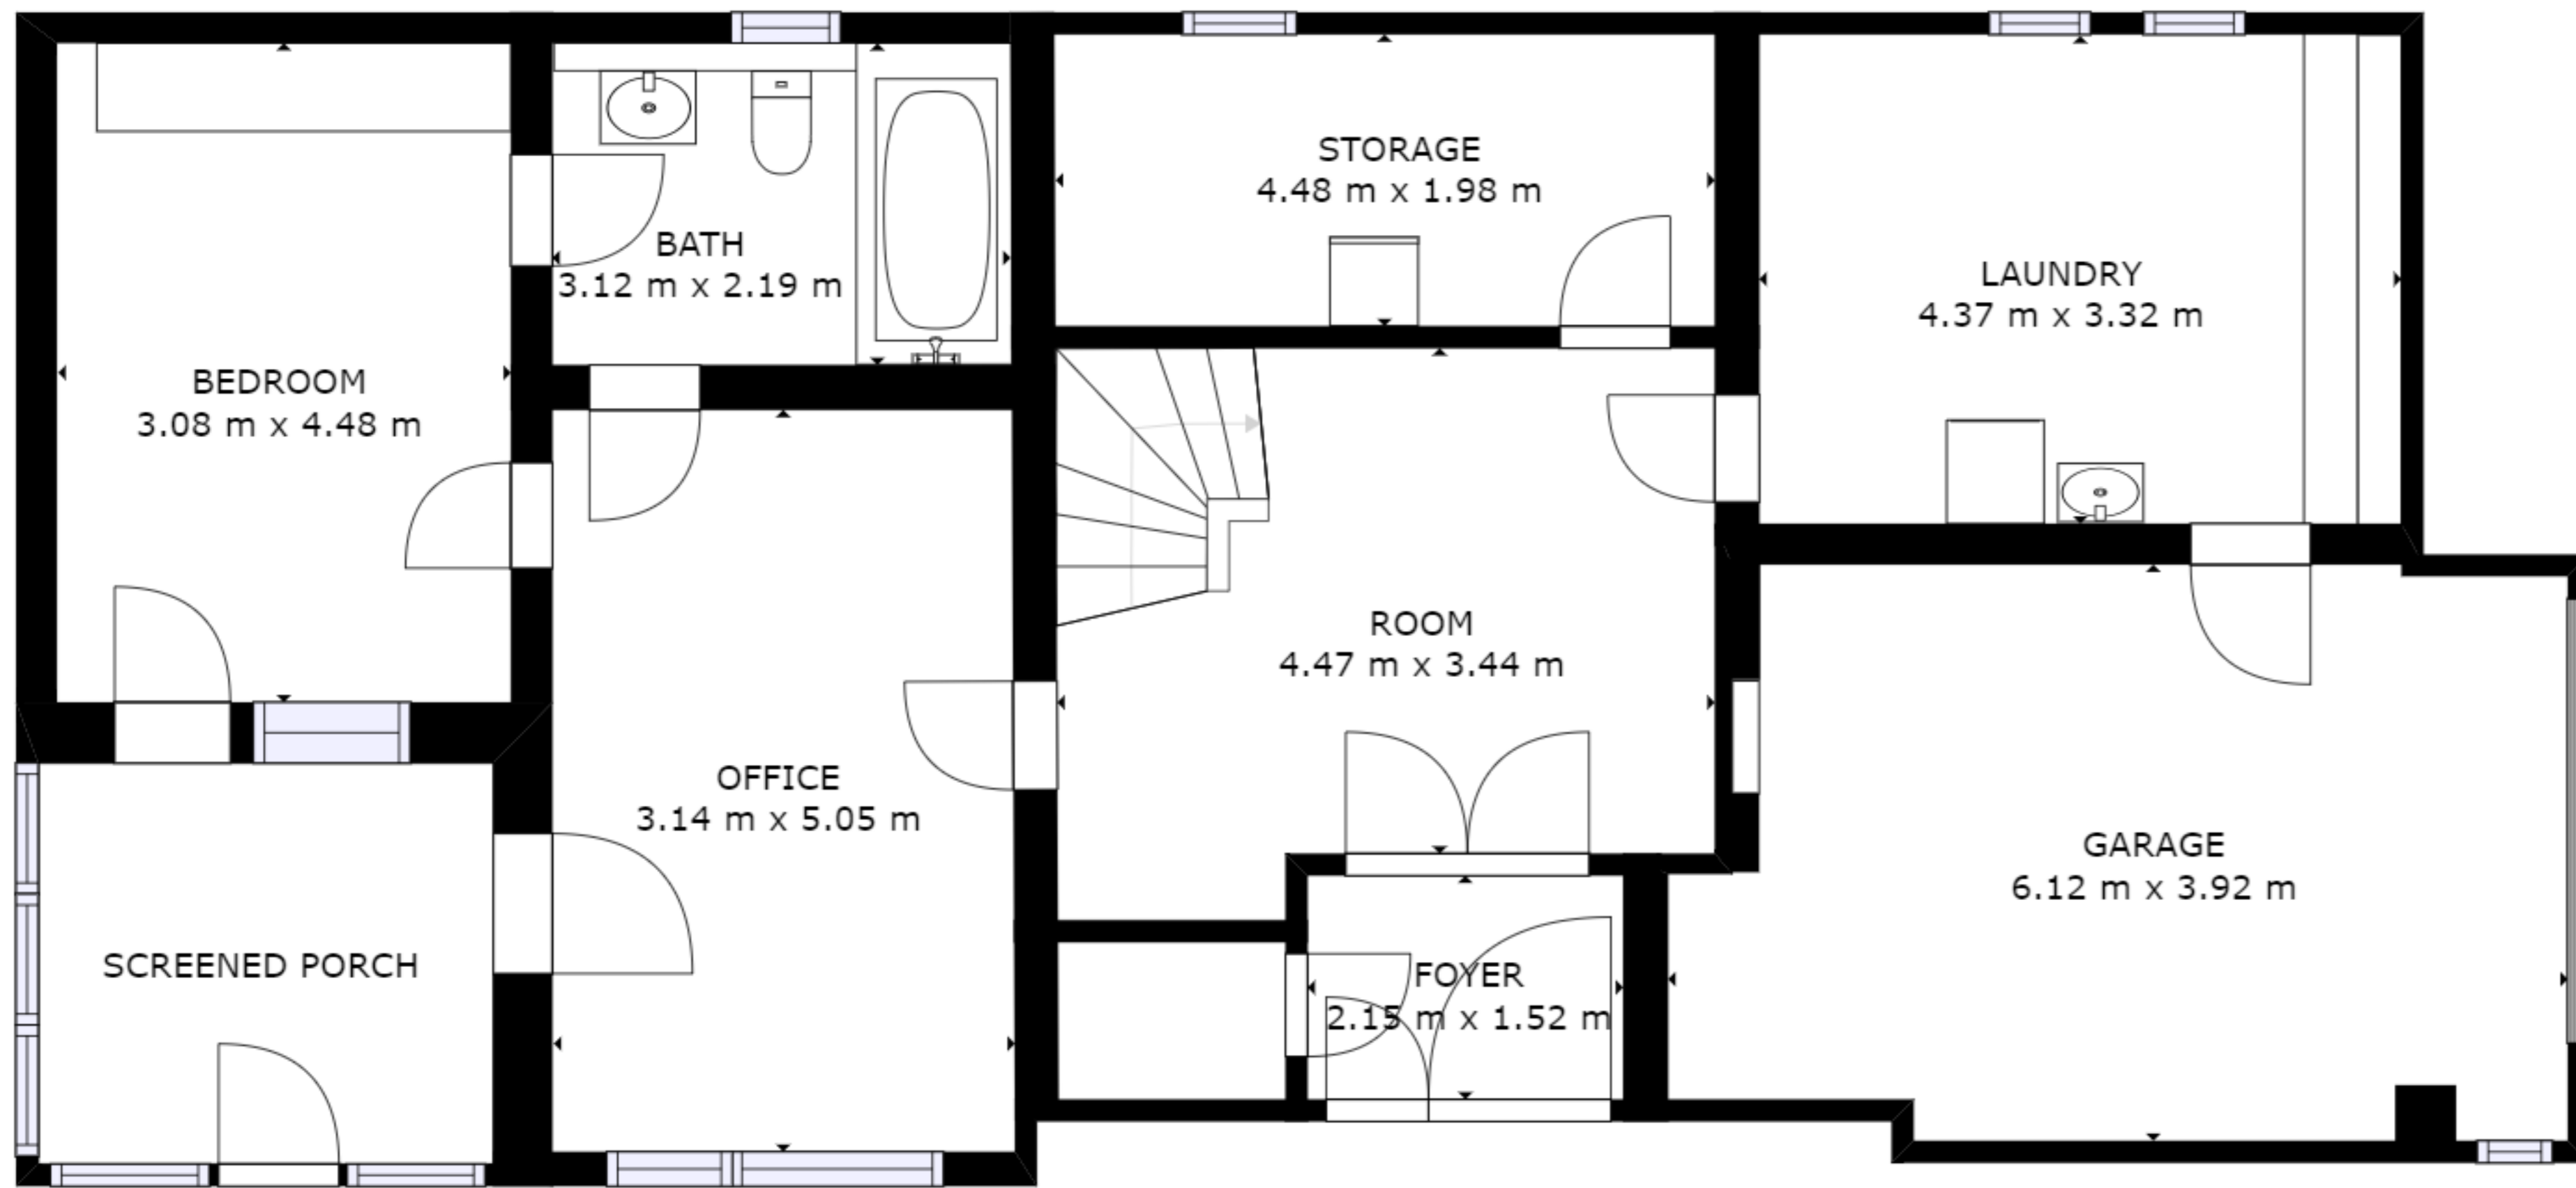 STORAGE
4.48 m x 1.98 m
BATH
3.12 m x 2.19 m
LAUNDRY
4.37 m x 3.32 m
BEDROOM
3.08 m x 4.48 m
ROOM
4.47 m x 3.44 m
OFFICE
3.14 m x 5.05 m
GARAGE
6.12 m x 3.92 m
SCREENED PORCH
FOYER
2.15 m x 1.52 m